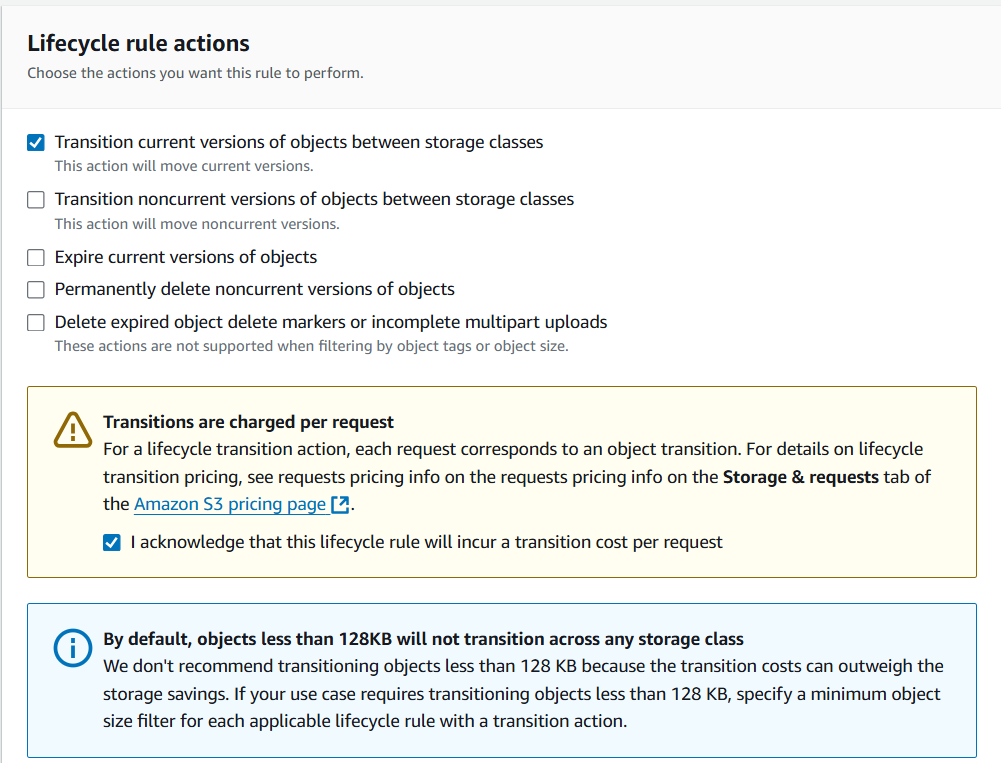 Lifecycle rule actions
Choose the actions you want this rule to perform.
Transition current versions of objects between storage classes
This action will move current versions.
Transition noncurrent versions of objects between storage classes
This action will move noncurrent versions.
Expire current versions of objects
Permanently delete noncurrent versions of objects
Delete expired object delete markers or incomplete multipart uploads
These actions are not supported when filtering by object tags or object size.
Transitions are charged per request
For a lifecycle transition action, each request corresponds to an object transition. For details on lifecycle
transition pricing, see requests pricing info on the requests pricing info on the Storage & requests tab of
the Amazon S3 pricing page.
I acknowledge that this lifecycle rule will incur a transition cost per request
By default, objects less than 128KB will not transition across any storage class
We don't recommend transitioning objects less than 128 KB because the transition costs can outweigh the
storage savings. If your use case requires transitioning objects less than 128 KB, specify a minimum object
size filter for each applicable lifecycle rule with a transition action.